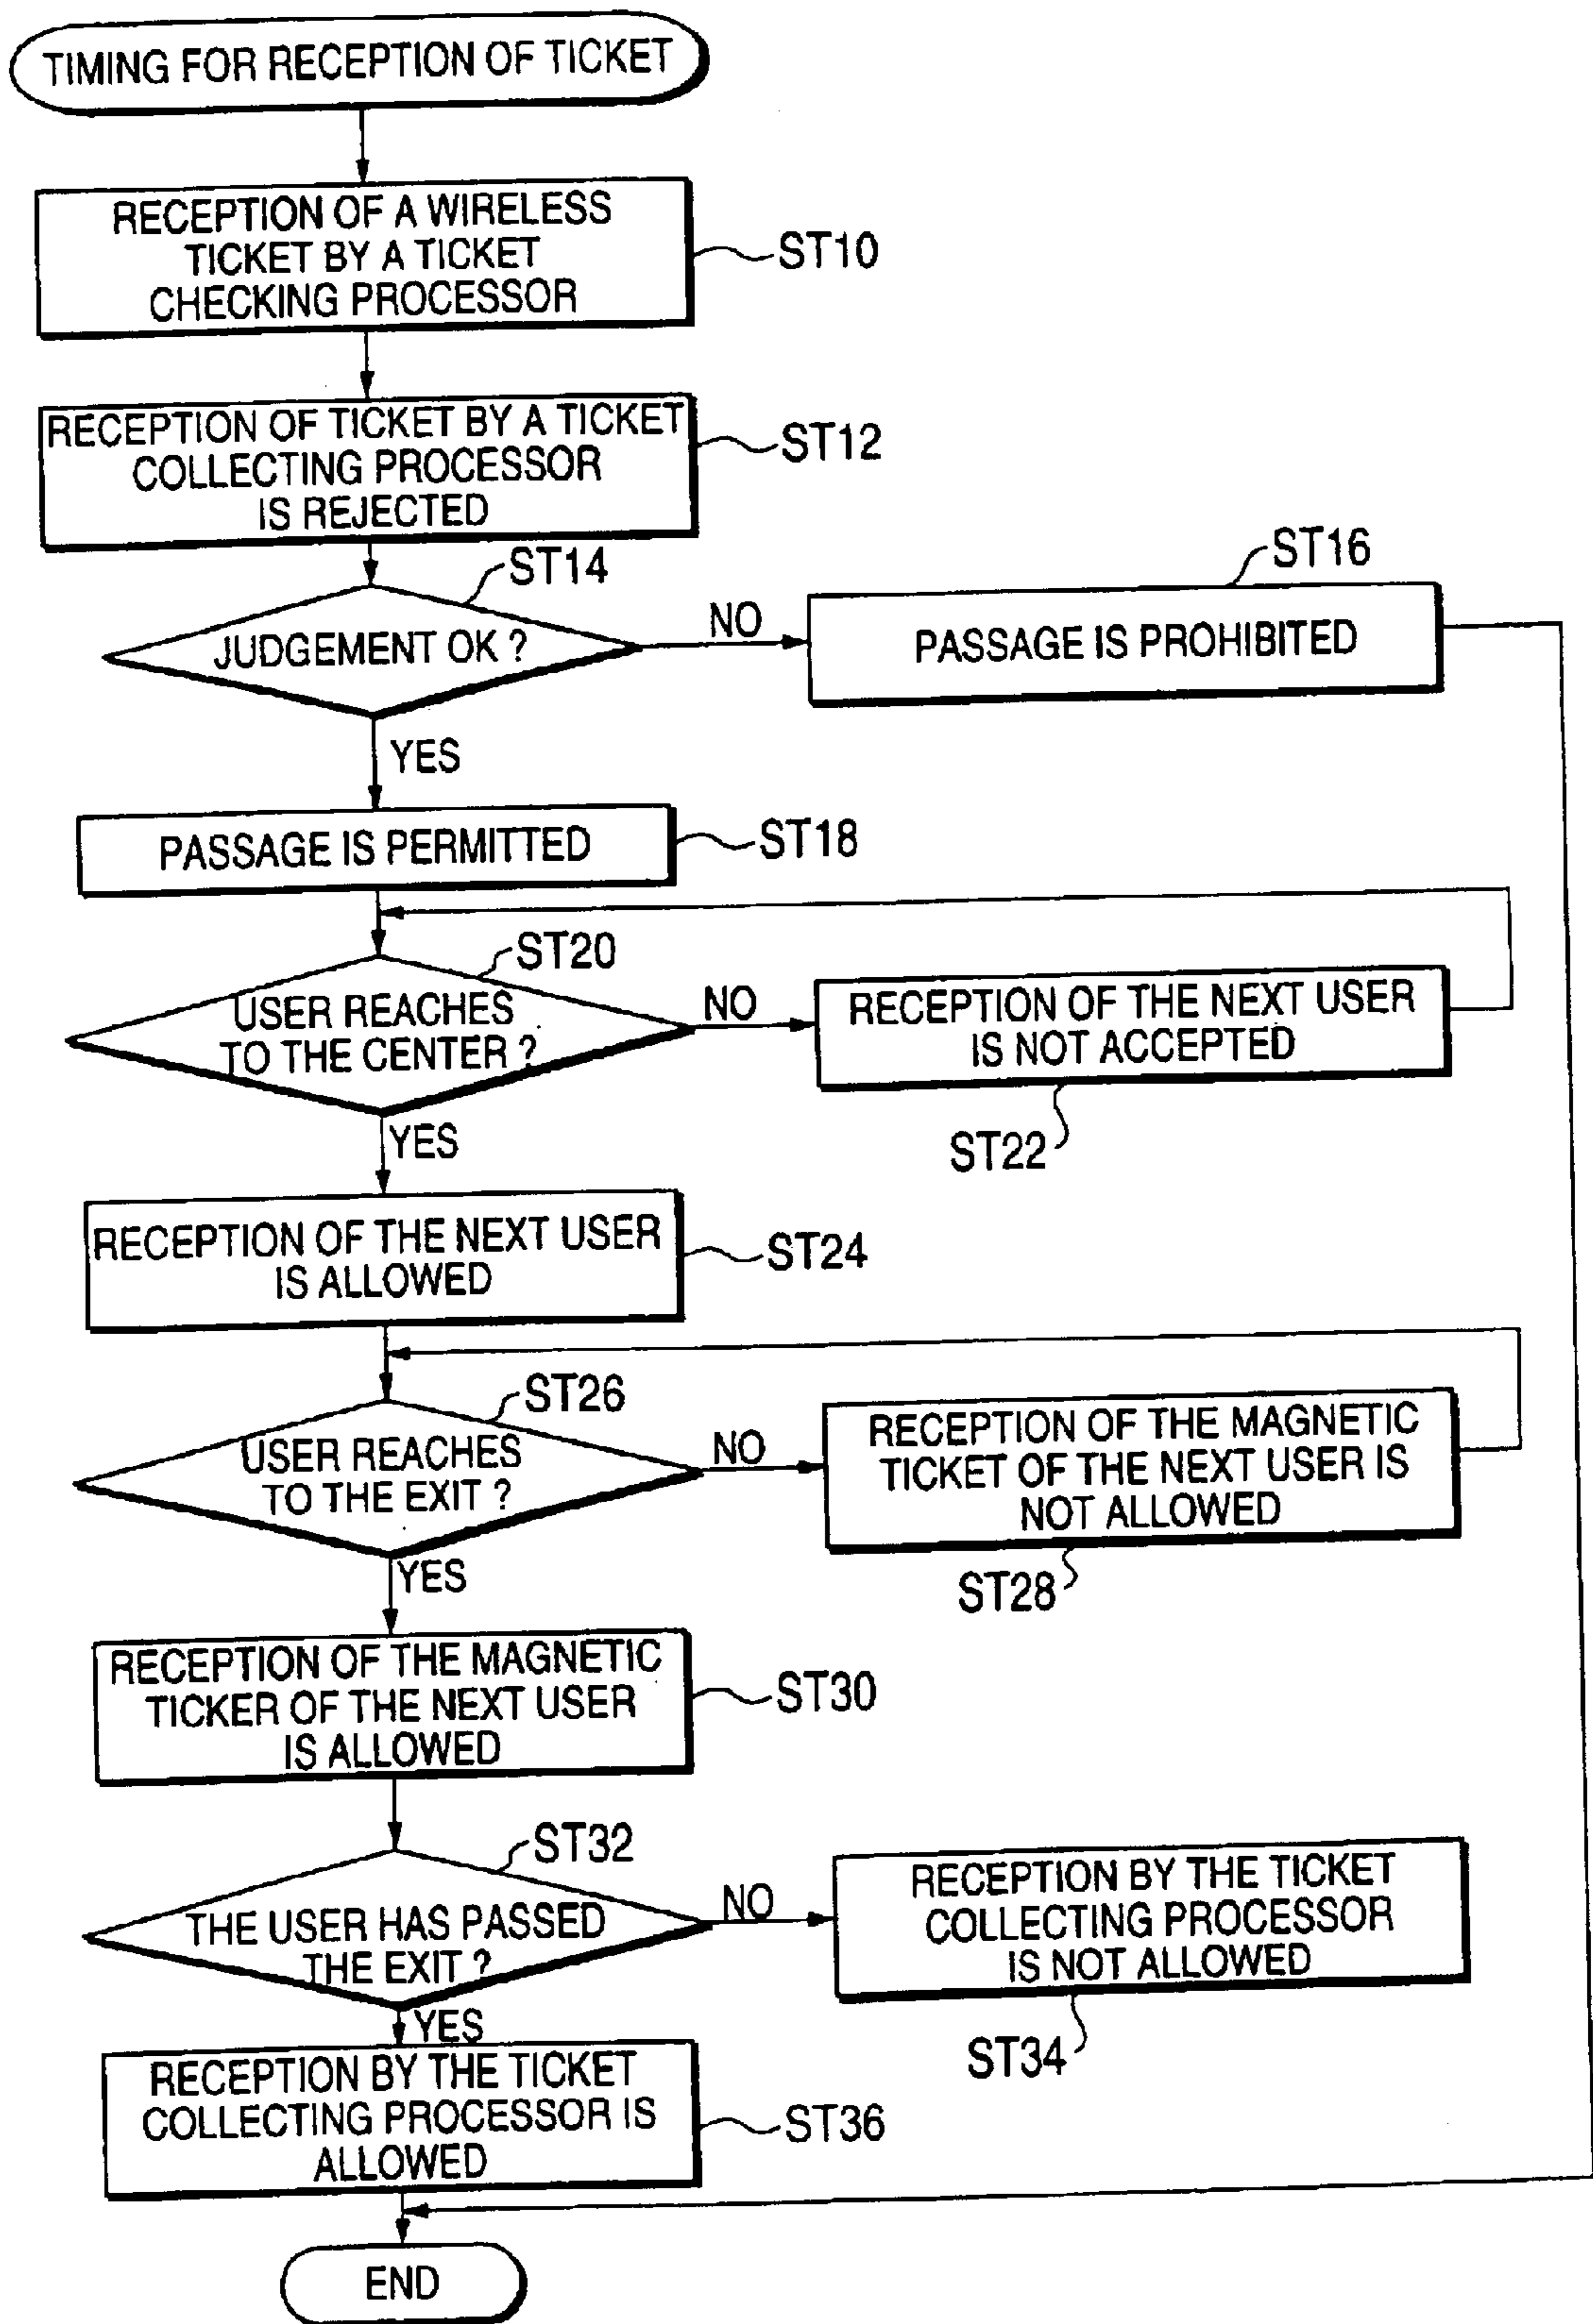 TIMING FOR RECEPTION OF TICKET
RECEPTION OF A WIRELESS
TICKET BY A TICKET
CHECKING PROCESSOR
ST10
RECEPTION OF TICKET BY A TICKET
COLLECTING PROCESSOR
IS REJECTED
ST12
ST14
JUDGEMENT OK ?
NO
ST16
PASSAGE IS PROHIBITED
YES
PASSAGE IS PERMITTED
ST18
ST20
USER REACHES
TO THE CENTER ?
NO
RECEPTION OF THE NEXT USER
IS NOT ACCEPTED
ST22
YES
RECEPTION OF THE NEXT USER
IS ALLOWED
ST24
ST26
USER REACHES
TO THE EXIT ?
NO
RECEPTION OF THE MAGNETIC
TICKET OF THE NEXT USER IS
NOT ALLOWED
ST28
YES
RECEPTION OF THE MAGNETIC
TICKER OF THE NEXT USER
IS ALLOWED
ST30
ST32
THE USER HAS PASSED
THE EXIT ?
NO
RECEPTION BY THE TICKET
COLLECTING PROCESSOR
IS NOT ALLOWED
ST34
YES
RECEPTION BY THE TICKET
COLLECTING PROCESSOR IS
ALLOWED
ST36
END